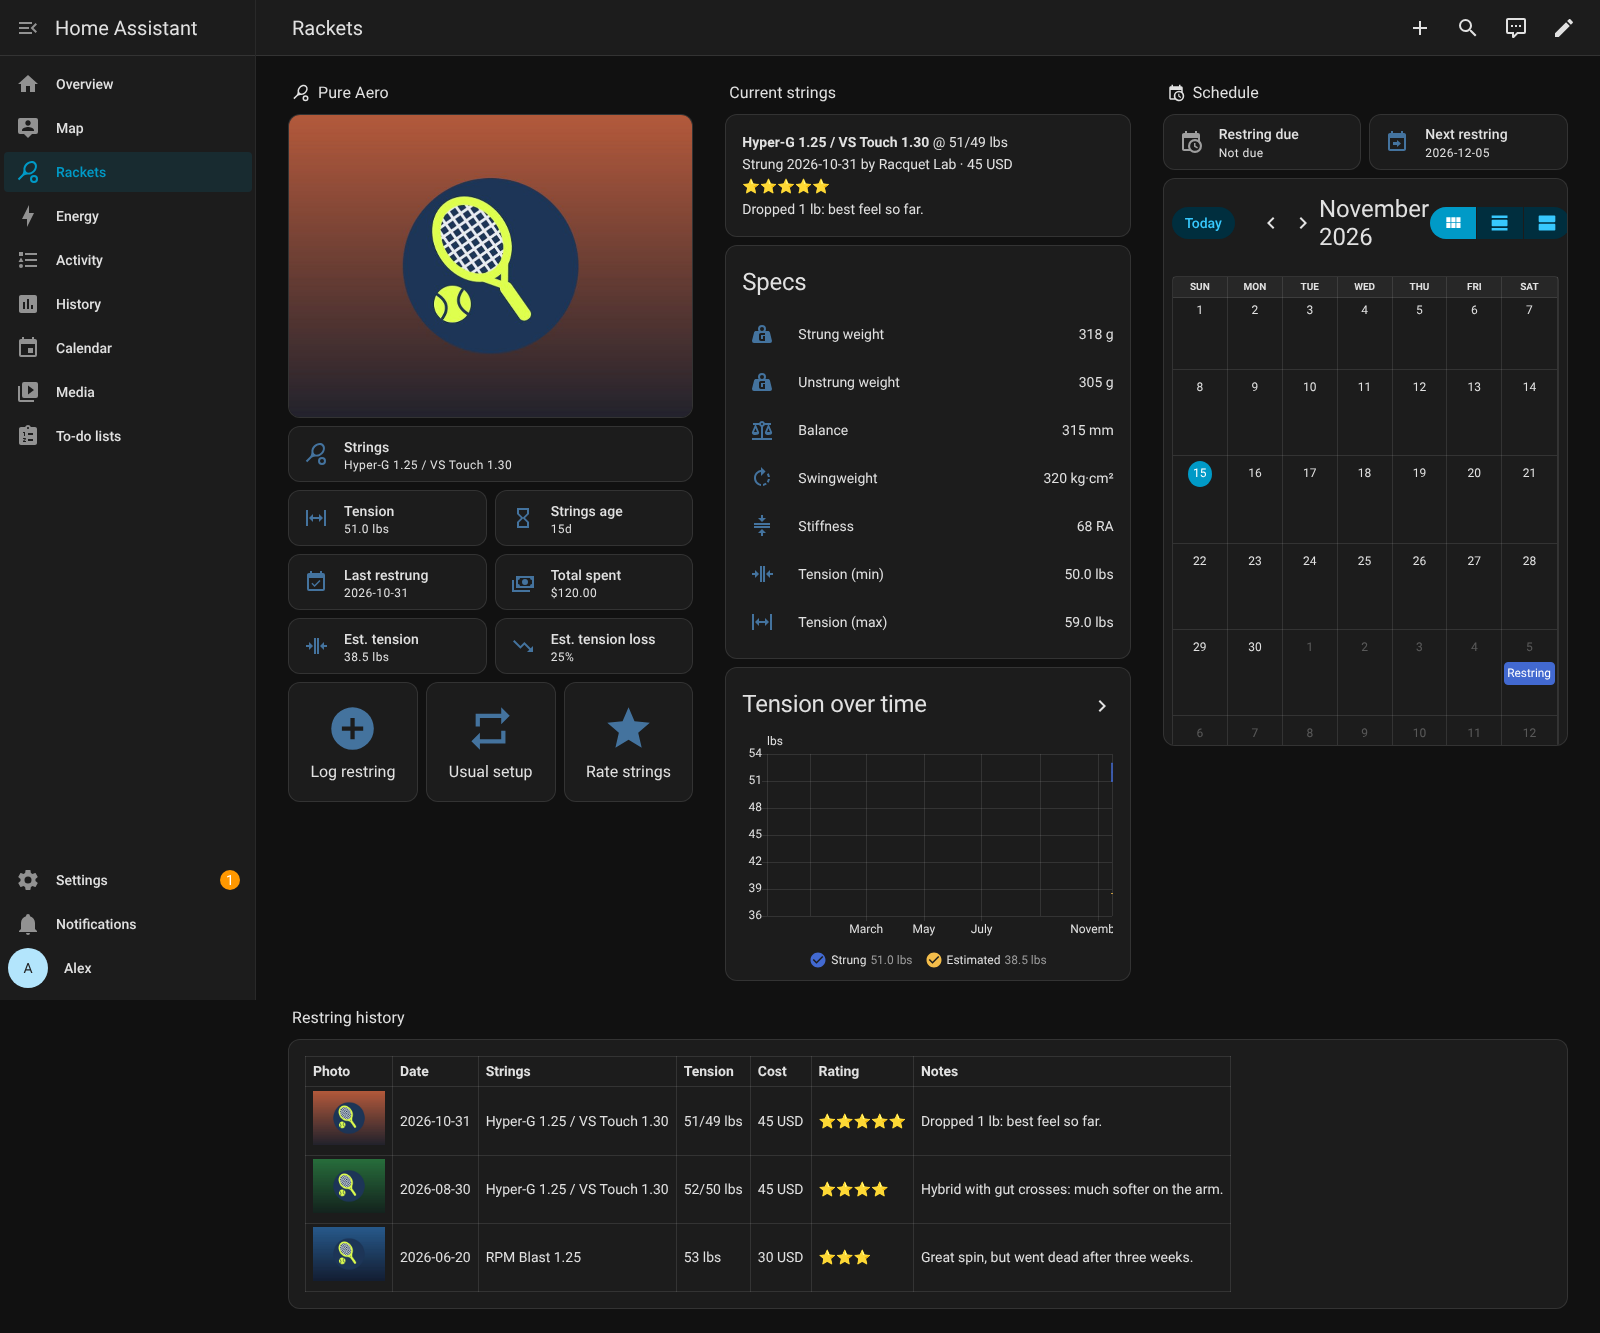 Home Assistant
Rackets
Overview
Map
Rackets
Energy
Activity
History
Calendar
Media
To-do lists
Settings
1
Notifications
A
Alex
Pure Aero
Strings
Hyper-G 1.25 / VS Touch 1.30
Tension
51.0 lbs
Strings age
15d
Last restrung
2026-10-31
Total spent
$120.00
Est. tension
38.5 lbs
Est. tension loss
25%
Log restring
Usual setup
Rate strings
Current strings
Hyper-G 1.25 / VS Touch 1.30 @ 51/49 lbs
Strung 2026-10-31 by Racquet Lab · 45 USD
Dropped 1 lb: best feel so far.
Specs
Strung weight 318 g
Unstrung weight 305 g
Balance 315 mm
Swingweight 320 kg·cm²
Stiffness 68 RA
Tension (min) 50.0 lbs
Tension (max) 59.0 lbs
Tension over time
lbs
54
51
48
45
42
39
36
March May July Novemb
Strung 51.0 lbs Estimated 38.5 lbs
Schedule
Restring due
Not due
Next restring
2026-12-05
Today
November
2026
SUN MON TUE WED THU FRI SAT
1 2 3 4 5 6 7
8 9 10 11 12 13 14
15 16 17 18 19 20 21
22 23 24 25 26 27 28
29 30 1 2 3 4 5
Restring
6 7 8 9 10 11 12
Restring history
Photo Date Strings Tension Cost Rating Notes
2026-10-31 Hyper-G 1.25 / VS Touch 1.30 51/49 lbs 45 USD Dropped 1 lb: best feel so far.
2026-08-30 Hyper-G 1.25 / VS Touch 1.30 52/50 lbs 45 USD Hybrid with gut crosses: much softer on the arm.
2026-06-20 RPM Blast 1.25 53 lbs 30 USD Great spin, but went dead after three weeks.